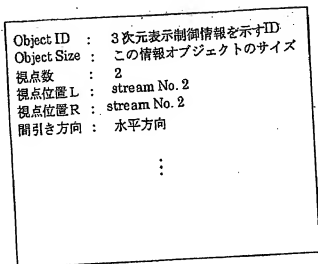 Object ID : 3次元表示制御情報を示すID
Object Size : この情報オブジェクトのサイズ
視点数 : 2
視点位置L : stream No. 2
視点位置R : stream No. 2
間引き方向 : 水平方向
⋮